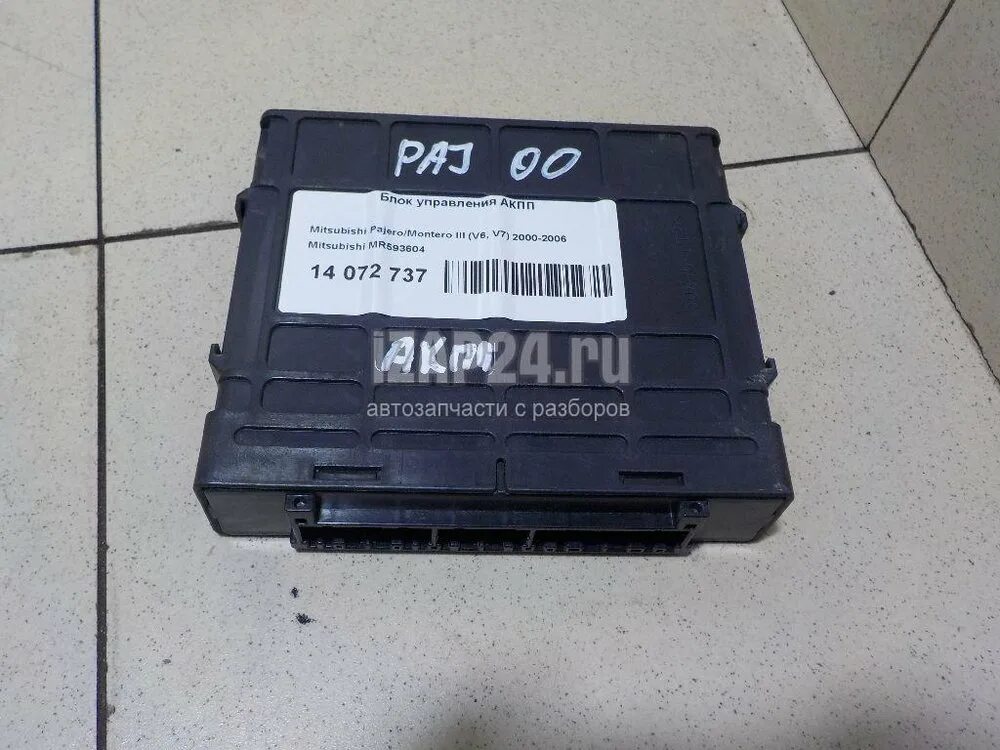 PAJ 00
Блок управления АКПП
Mitsubishi Pajero/Montero III (V6, V7) 2000-2006
Mitsubishi MR593604
14 072 737
АКПП
iZAP24.ru
автозапчасти с разборов